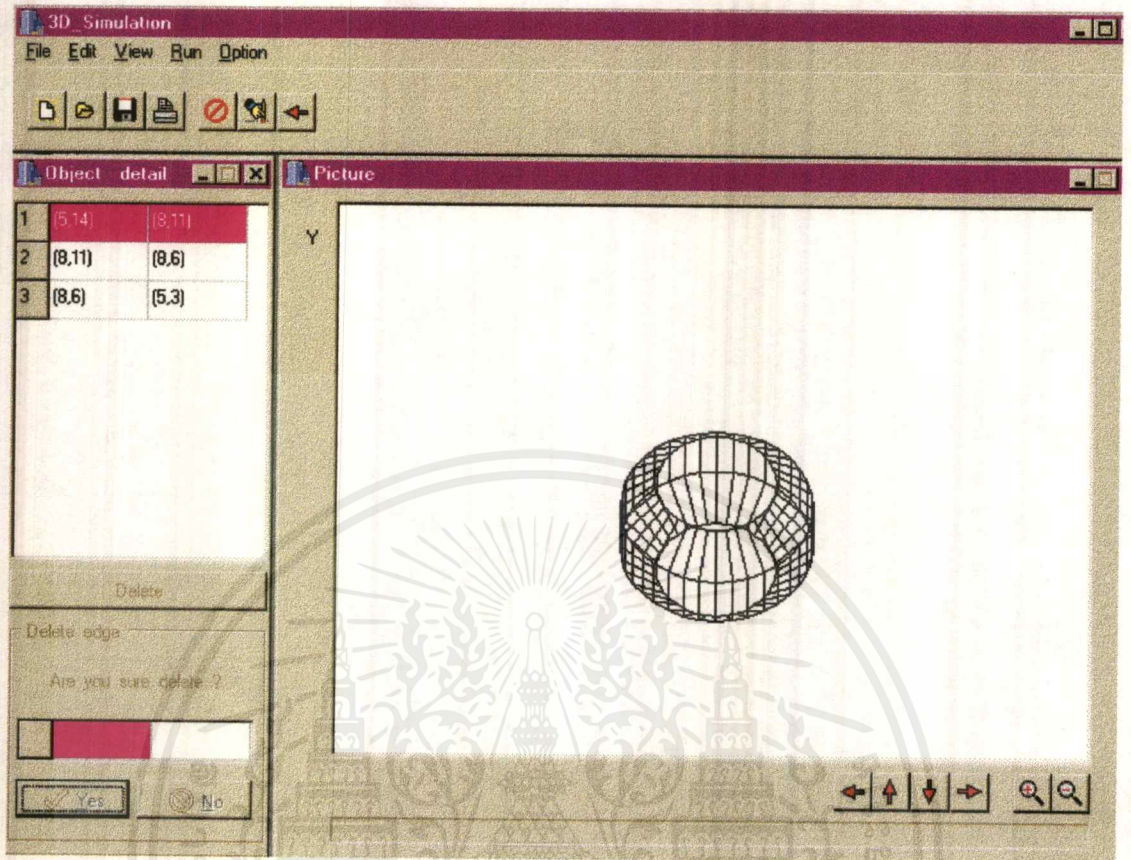 3D_Simulation
File Edit View Run Option
Object detail
Picture
1 (5,14) (8,11)
2 (8,11) (8,6)
3 (8,6) (5,3)
Y
Delete
Delete edge
Are you sure delete ?
Yes No